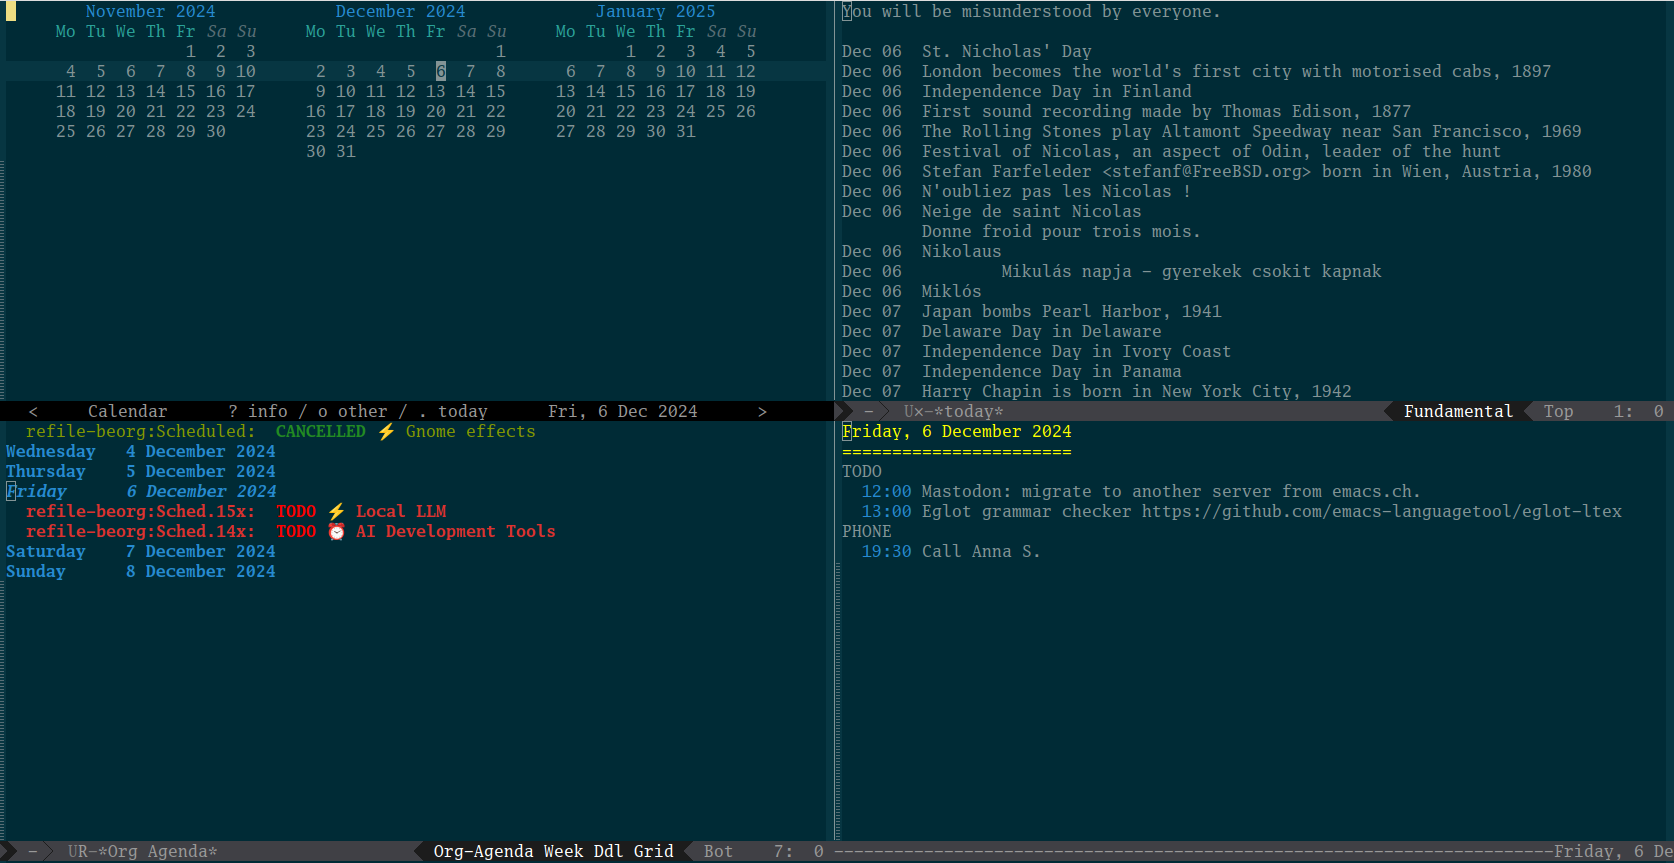 November 2024 December 2024 January 2025
Mo Tu We Th Fr Sa Su Mo Tu We Th Fr Sa Su Mo Tu We Th Fr Sa Su
1 2 3 1 1 2 3 4 5
4 5 6 7 8 9 10 2 3 4 5 6 7 8 6 7 8 9 10 11 12
11 12 13 14 15 16 17 9 10 11 12 13 14 15 13 14 15 16 17 18 19
18 19 20 21 22 23 24 16 17 18 19 20 21 22 20 21 22 23 24 25 26
25 26 27 28 29 30 23 24 25 26 27 28 29 27 28 29 30 31
30 31
< Calendar ? info / o other / . today Fri, 6 Dec 2024 >
You will be misunderstood by everyone.
Dec 06 St. Nicholas' Day
Dec 06 London becomes the world's first city with motorised cabs, 1897
Dec 06 Independence Day in Finland
Dec 06 First sound recording made by Thomas Edison, 1877
Dec 06 The Rolling Stones play Altamont Speedway near San Francisco, 1969
Dec 06 Festival of Nicolas, an aspect of Odin, leader of the hunt
Dec 06 Stefan Farfeleder <stefanf@FreeBSD.org> born in Wien, Austria, 1980
Dec 06 N'oubliez pas les Nicolas !
Dec 06 Neige de saint Nicolas
Donne froid pour trois mois.
Dec 06 Nikolaus
Dec 06 Mikulás napja - gyerekek csokit kapnak
Dec 06 Miklós
Dec 07 Japan bombs Pearl Harbor, 1941
Dec 07 Delaware Day in Delaware
Dec 07 Independence Day in Ivory Coast
Dec 07 Independence Day in Panama
Dec 07 Harry Chapin is born in New York City, 1942
- U×-*today* Fundamental Top 1: 0
refile-beorg:Scheduled: CANCELLED ⚡ Gnome effects
Wednesday 4 December 2024
Thursday 5 December 2024
Friday 6 December 2024
refile-beorg:Sched.15x: TODO ⚡ Local LLM
refile-beorg:Sched.14x: TODO ⏰ AI Development Tools
Saturday 7 December 2024
Sunday 8 December 2024
- UR-*Org Agenda* Org-Agenda Week Ddl Grid Bot 7: 0
Friday, 6 December 2024
=======================
TODO
12:00 Mastodon: migrate to another server from emacs.ch.
13:00 Eglot grammar checker https://github.com/emacs-languagetool/eglot-ltex
PHONE
19:30 Call Anna S.
------------------------------------------------------------------------Friday, 6 De